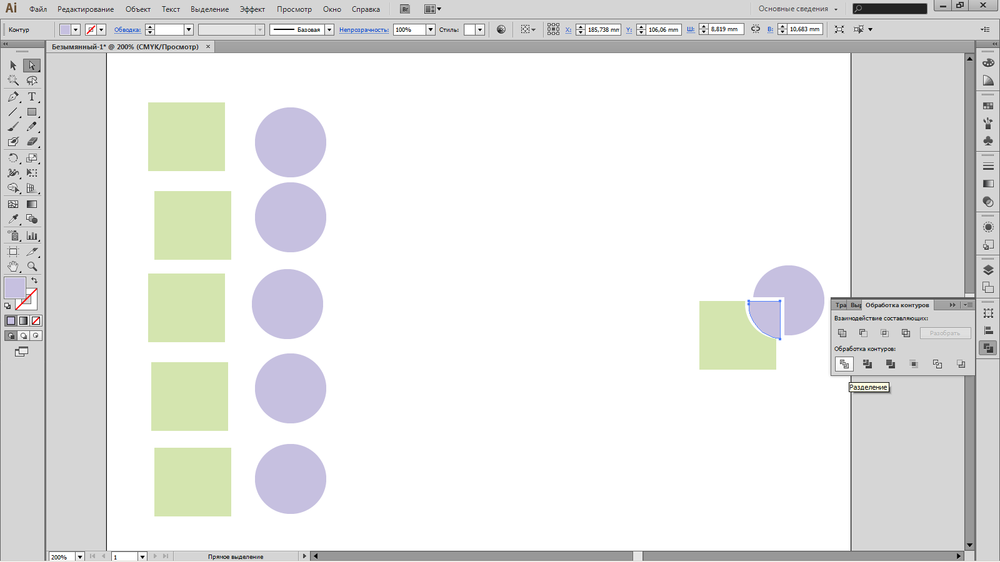 Ai Файл Редактирование Объект Текст Выделение Эффект Просмотр Окно Справка Br Основные сведения
Контур Обводка: Базовая Непрозрачность: 100% Стиль: X: 185,738 mm Y: 106,06 mm Ш: 8,819 mm В: 10,683 mm
Безымянный-1* @ 200% (CMYK/Просмотр) ×
Тра Выр Обработка контуров
Взаимодействие составляющих:
Разобрать
Обработка контуров:
Разделение
200% 1 Прямое выделение